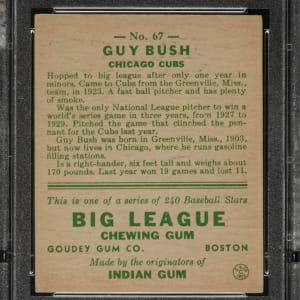 — No. 67 —
GUY BUSH
CHICAGO CUBS
Hopped to big league after only one year in
minors. Came to Cubs from the Greenville, Miss.,
team, in 1923. A fast ball pitcher and has plenty
of smoke.
Was the only National League pitcher to win a
world's series game in three years, from 1927 to
1929. Pitched the game that clinched the pen-
nant for the Cubs last year.
Guy Bush was born in Greenville, Miss., 1903,
but now lives in Chicago, where he runs gasoline
filling stations.
Is a right-hander, six feet tall and weighs about
170 pounds. Last year won 19 games and lost 11.
This is one of a series of 240 Baseball Stars
BIG LEAGUE
CHEWING GUM
GOUDEY GUM CO. BOSTON
Made by the originators of
INDIAN GUM